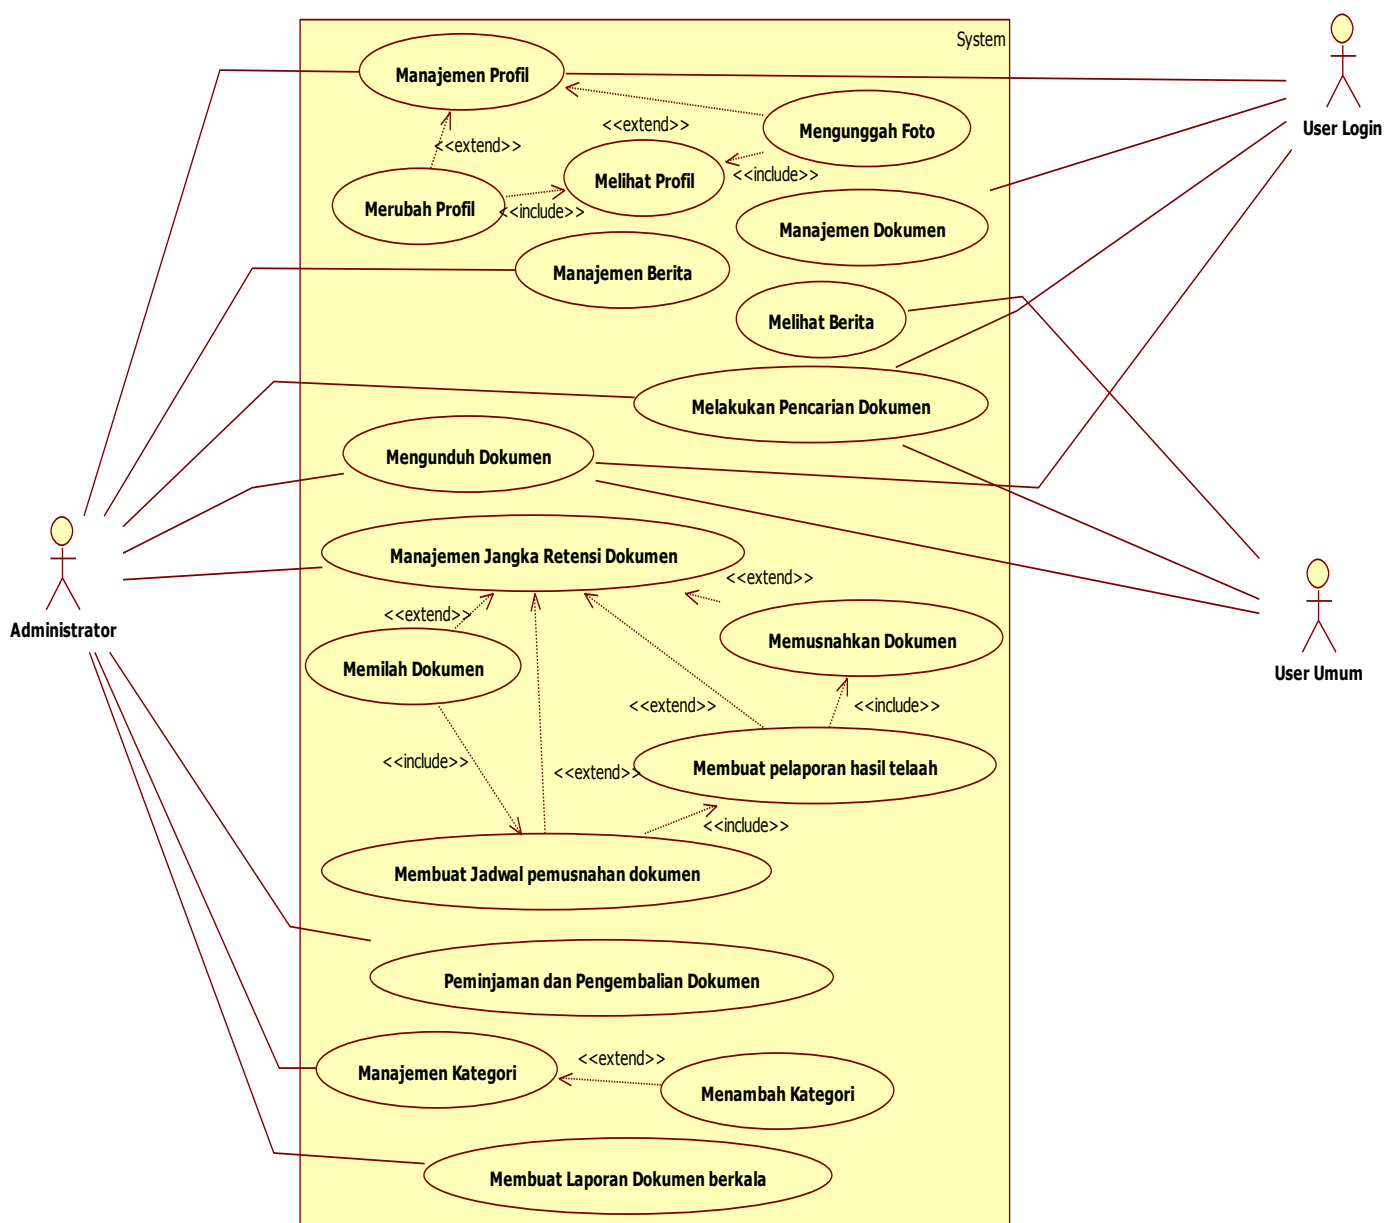 System
Manajemen Profil
User Login
<<extend>>
Mengunggah Foto
<<extend>>
Melihat Profil
<<include>>
Merubah Profil
<<include>>
Manajemen Dokumen
Manajemen Berita
Melihat Berita
Melakukan Pencarian Dokumen
Mengunduh Dokumen
Manajemen Jangka Retensi Dokumen
<<extend>>
<<extend>>
Administrator
Memusnahkan Dokumen
Memilah Dokumen
User Umum
<<extend>>
<<include>>
<<include>>
<<extend>>
Membuat pelaporan hasil telaah
<<include>>
Membuat Jadwal pemusnahan dokumen
Peminjaman dan Pengembalian Dokumen
<<extend>>
Manajemen Kategori
Menambah Kategori
Membuat Laporan Dokumen berkala